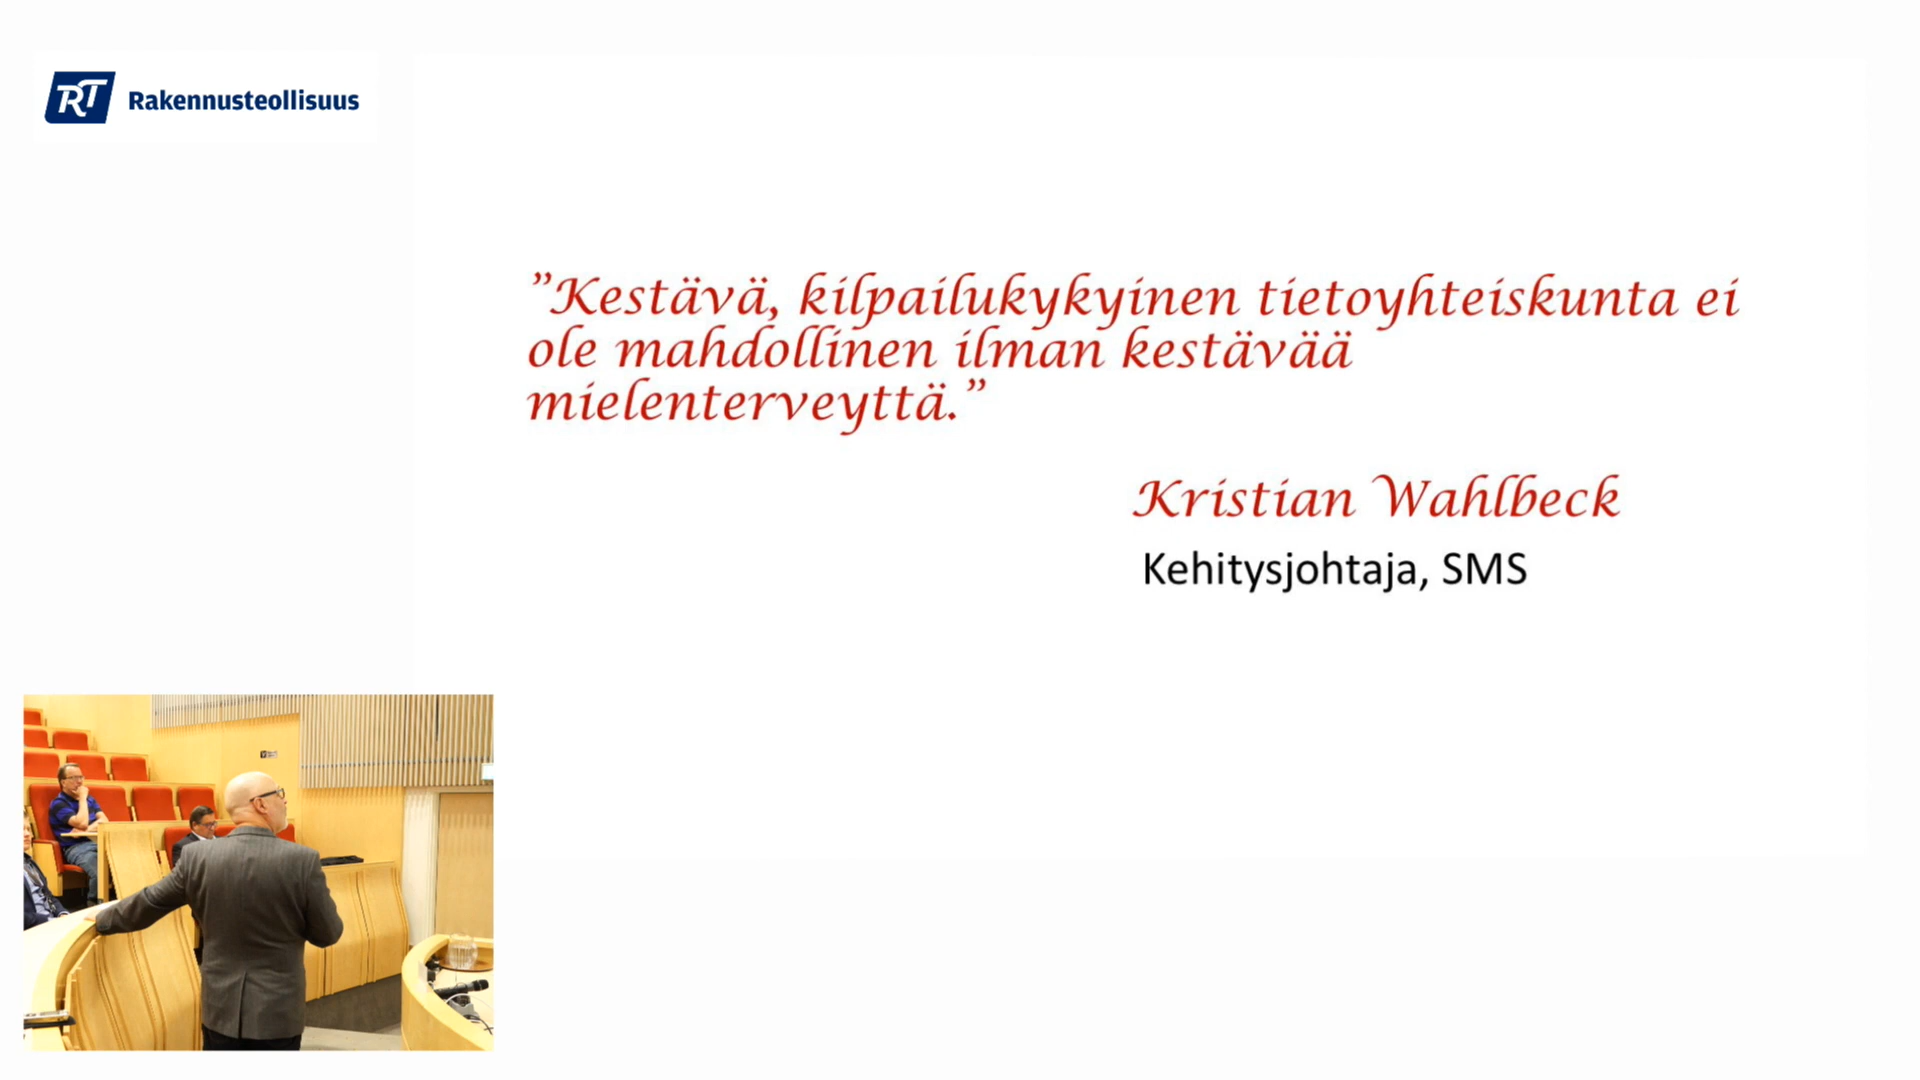 RT Rakennusteollisuus
"Kestävä, kilpailukykyinen tietoyhteiskunta ei
ole mahdollinen ilman kestävää
mielenterveyttä."
Kristian Wahlbeck
Kehitysjohtaja, SMS